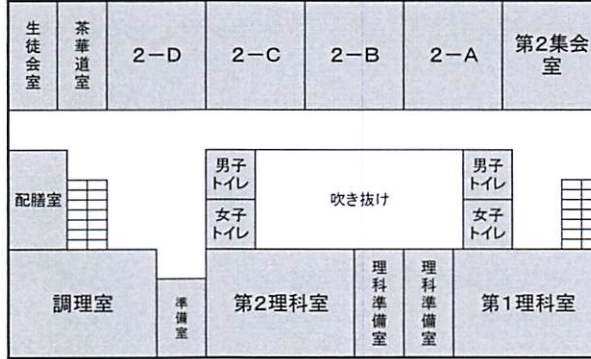 生徒会室
茶華道室
2-D
2-C
2-B
2-A
第2集会
室
配膳室
男子
トイレ
女子
トイレ
吹き抜け
男子
トイレ
女子
トイレ
調理室
準備室
第2理科室
理科準備室
理科準備室
第1理科室